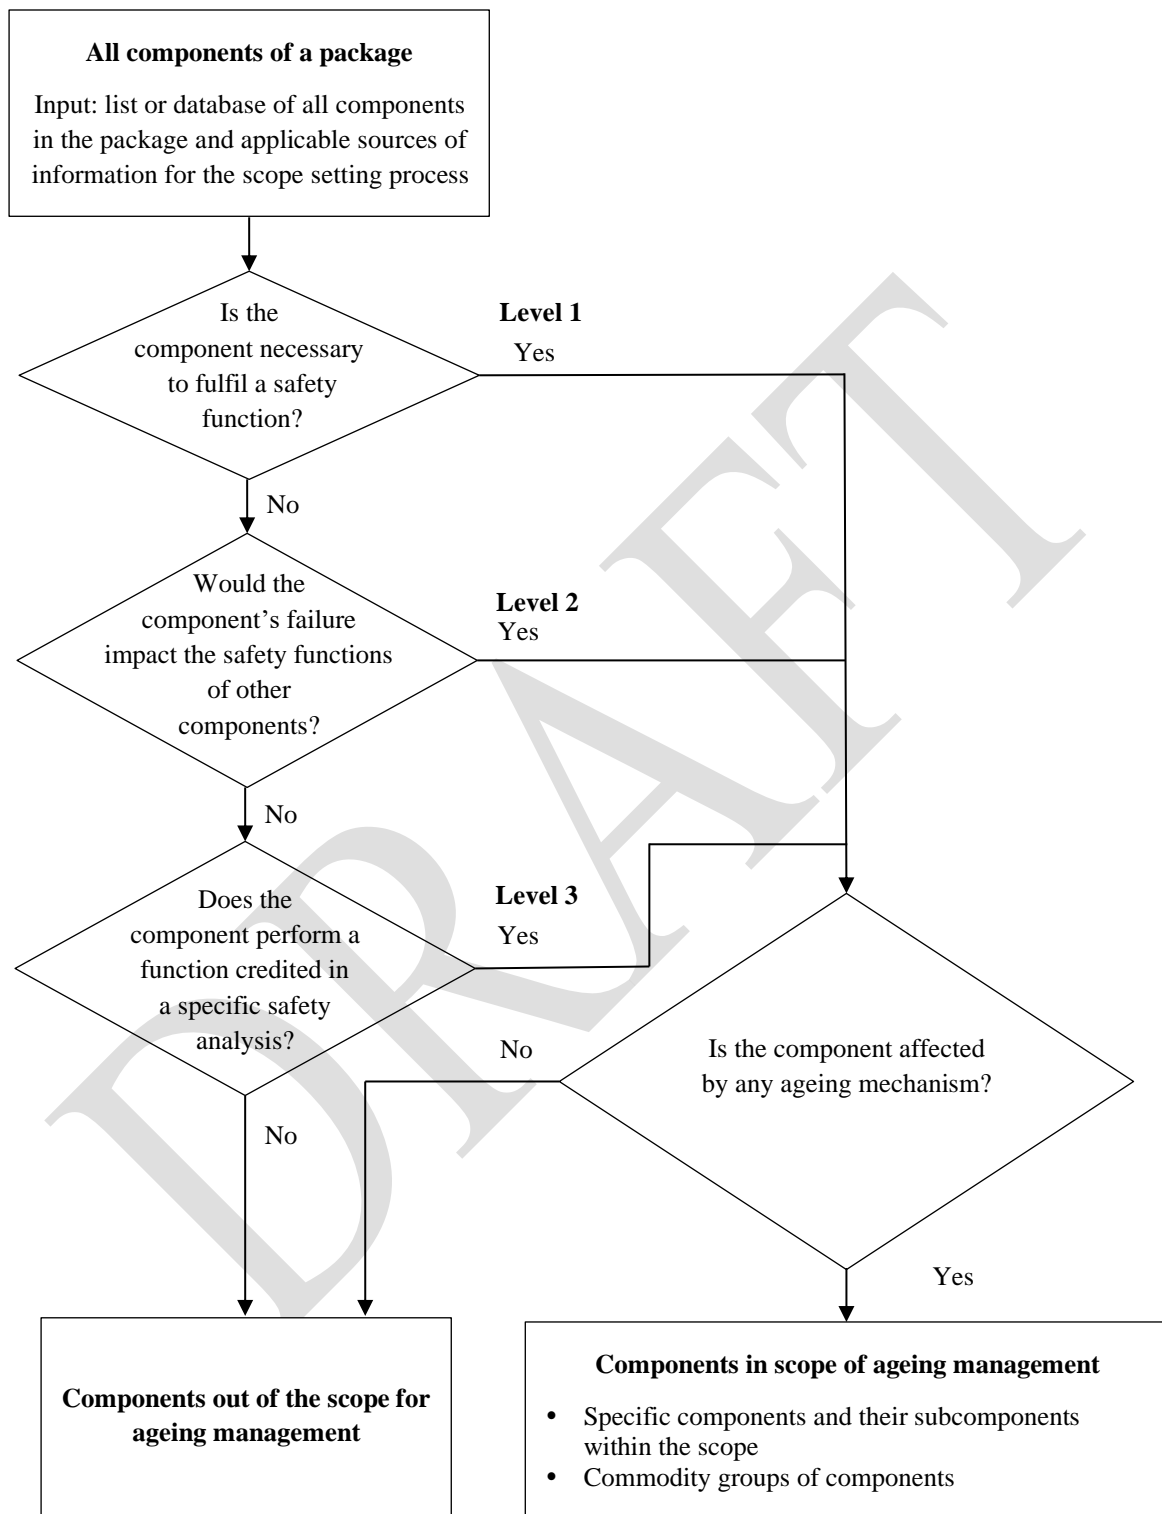 All components of a package
Input: list or database of all components
in the package and applicable sources of
information for the scope setting process
Is the
component necessary
to fulfil a safety
function?
Level 1
Yes
No
Would the
component’s failure
impact the safety functions
of other
components?
Level 2
Yes
No
Does the
component perform a
function credited in
a specific safety
analysis?
Level 3
Yes
No
No
Is the component affected
by any ageing mechanism?
Yes
Components out of the scope for
ageing management
Components in scope of ageing management
• Specific components and their subcomponents
within the scope
• Commodity groups of components
DRAFT